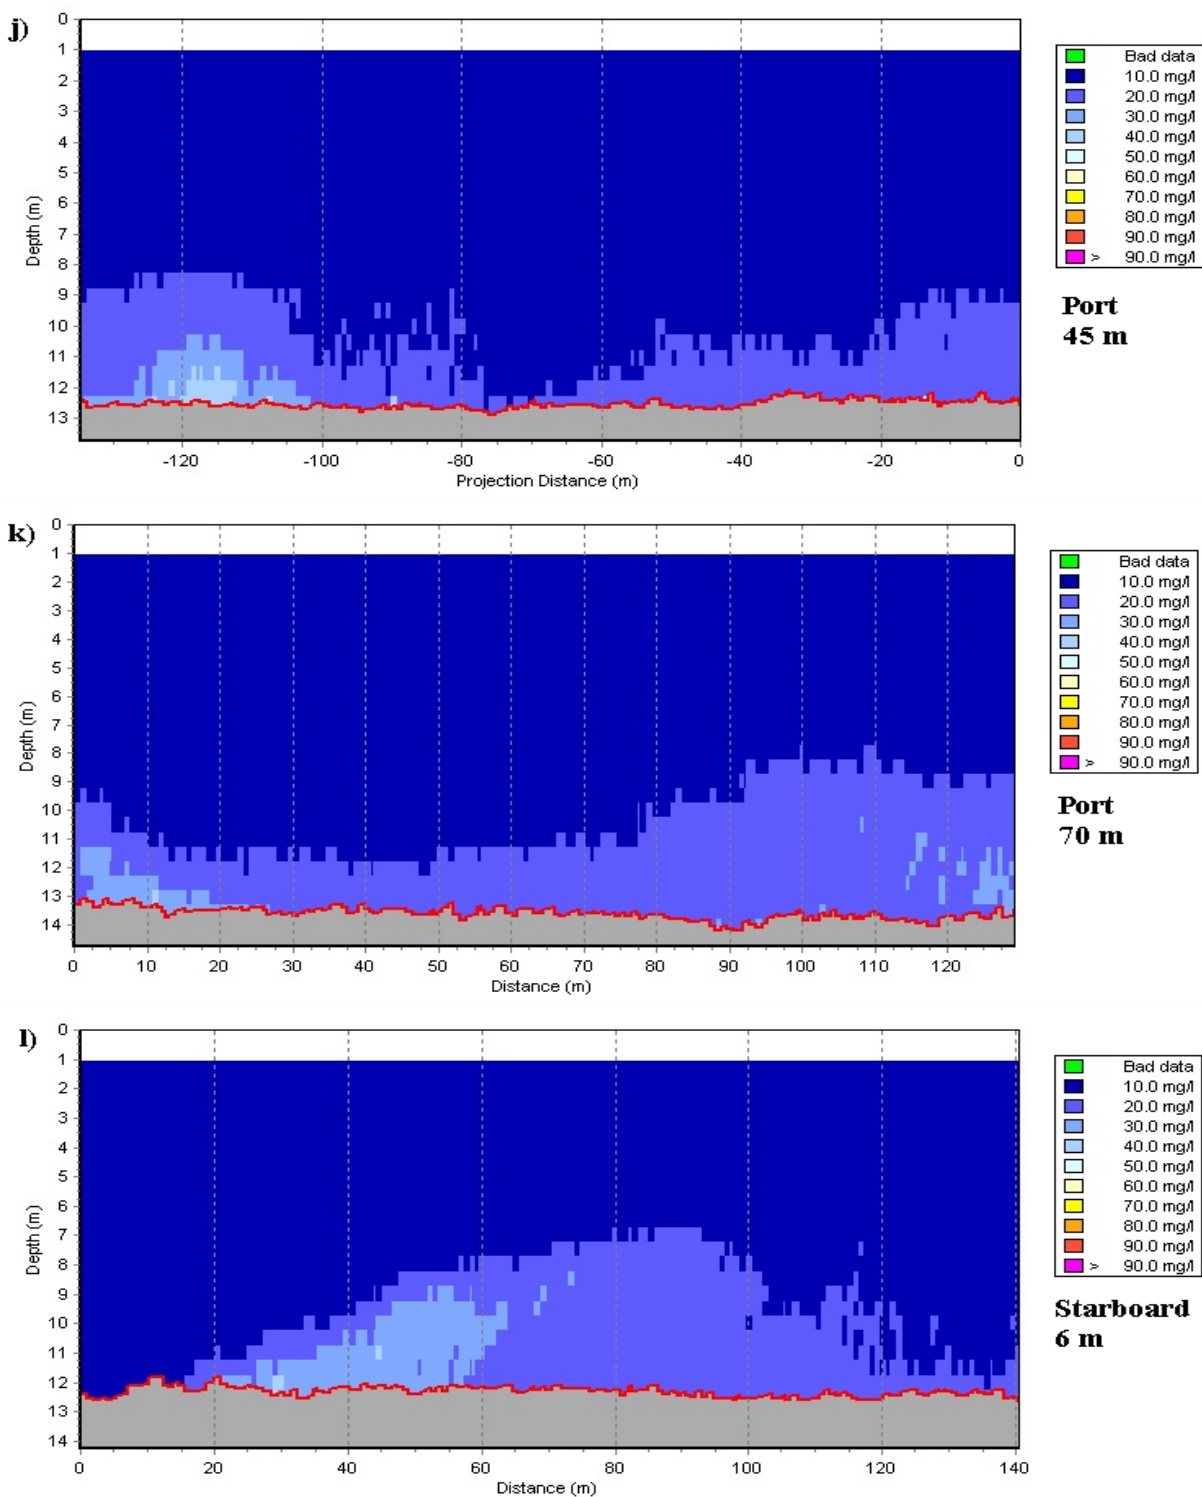 j)
0
1
2
3
4
5
6
7
8
9
10
11
12
13
Depth (m)
-120 -100 -80 -60 -40 -20 0
Projection Distance (m)
Bad data
10.0 mg/l
20.0 mg/l
30.0 mg/l
40.0 mg/l
50.0 mg/l
60.0 mg/l
70.0 mg/l
80.0 mg/l
90.0 mg/l
> 90.0 mg/l
Port
45 m
k)
0
1
2
3
4
5
6
7
8
9
10
11
12
13
14
Depth (m)
0 10 20 30 40 50 60 70 80 90 100 110 120
Distance (m)
Bad data
10.0 mg/l
20.0 mg/l
30.0 mg/l
40.0 mg/l
50.0 mg/l
60.0 mg/l
70.0 mg/l
80.0 mg/l
90.0 mg/l
> 90.0 mg/l
Port
70 m
l)
0
1
2
3
4
5
6
7
8
9
10
11
12
13
14
Depth (m)
0 20 40 60 80 100 120 140
Distance (m)
Bad data
10.0 mg/l
20.0 mg/l
30.0 mg/l
40.0 mg/l
50.0 mg/l
60.0 mg/l
70.0 mg/l
80.0 mg/l
90.0 mg/l
> 90.0 mg/l
Starboard
6 m